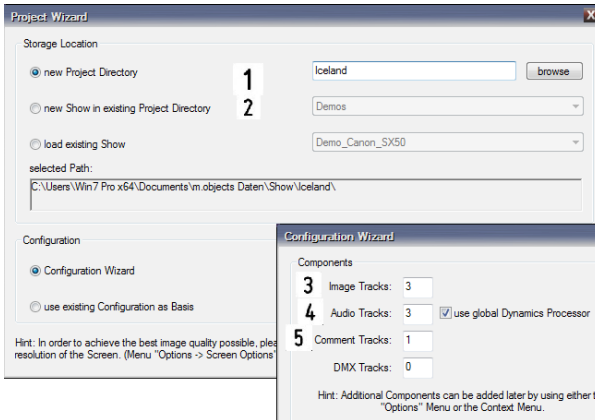 Project Wizard
X
Storage Location
new Project Directory
1
Iceland
browse
new Show in existing Project Directory
2
Demos
load existing Show
Demo_Canon_SX50
selected Path:
C:\Users\Win7 Pro x64\Documents\m.objects Daten\Show\Iceland\
Configuration
Configuration Wizard
use existing Configuration as Basis
Hint: In order to achieve the best image quality possible, plea
resolution of the Screen. (Menu "Options -> Screen Options"
Configuration Wizard
Components
3 Image Tracks: 3
4 Audio Tracks: 3 use global Dynamics Processor
5 Comment Tracks: 1
DMX Tracks: 0
Hint: Additional Components can be added later by using either t
"Options" Menu or the Context Menu.